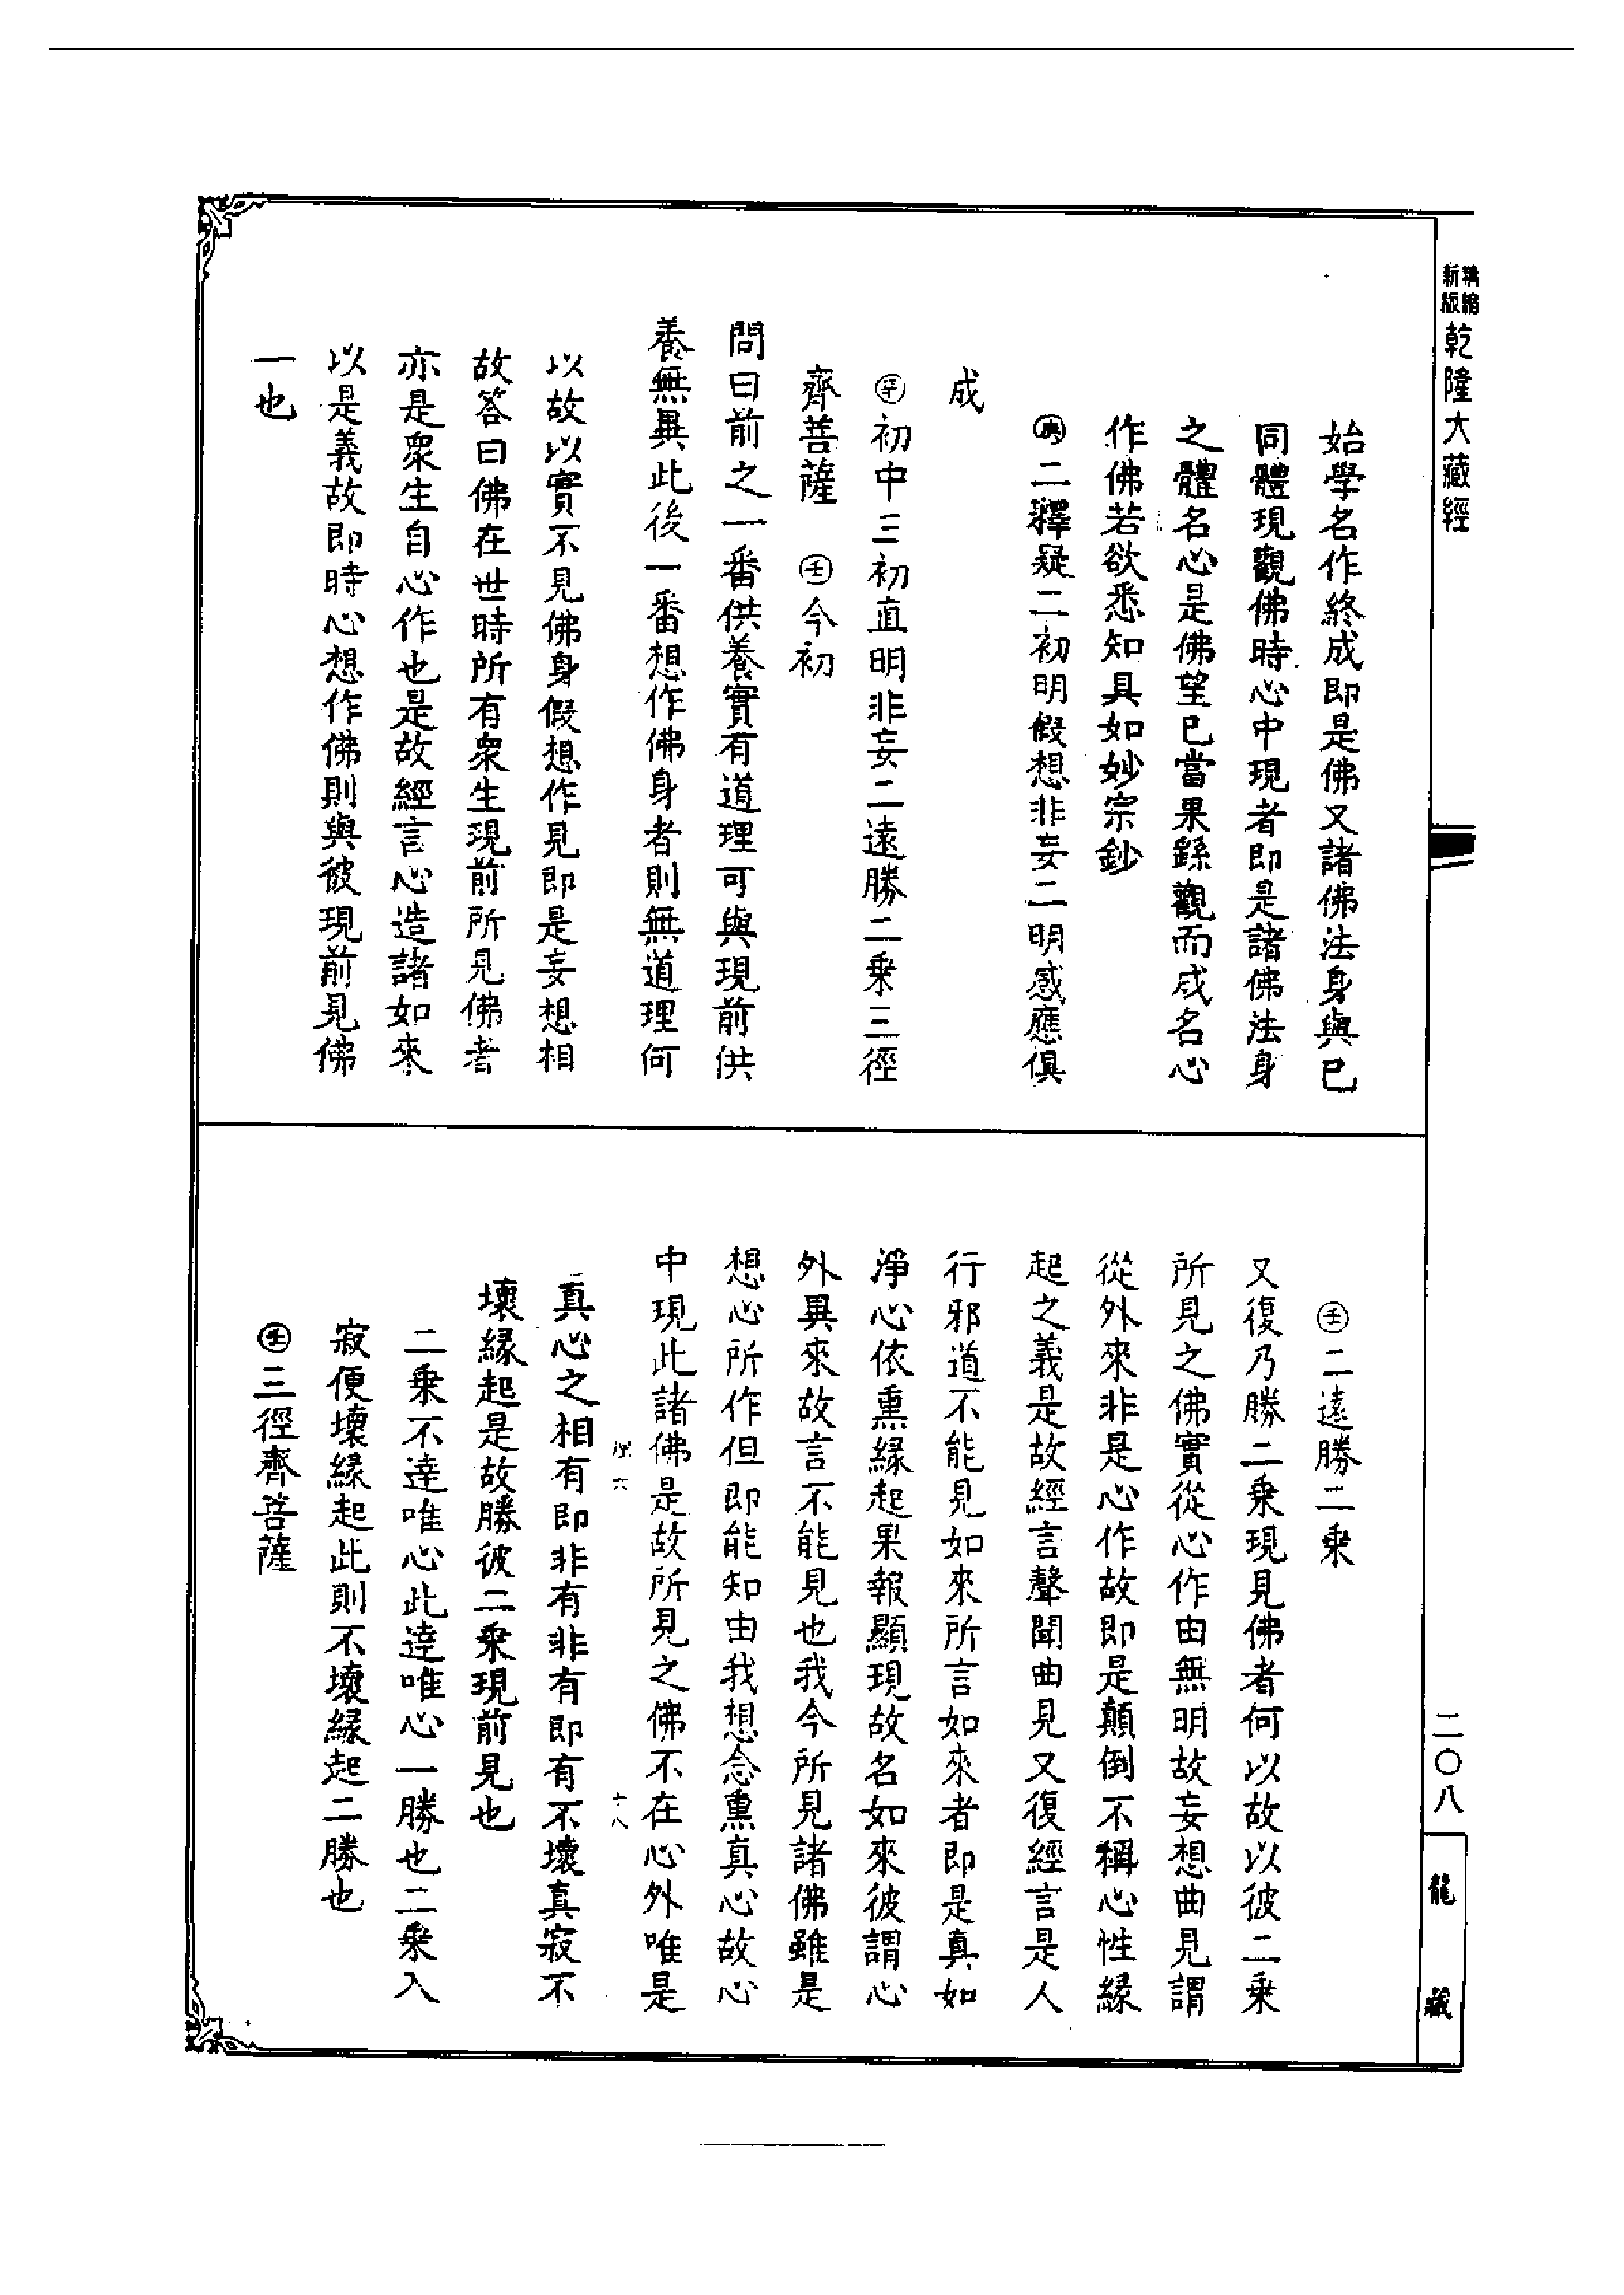 精縮新版 乾隆大藏經
始學名作終成即是佛又諸佛法身與己
同體現觀佛時心中現者即是諸佛法身
之體名心是佛望己當果繇觀而成名心
作佛若欲悉知具如妙宗鈔
㊢二釋疑二初明假想非妄二明感應俱
成
㊛初中三初直明非妄二遠勝二乘三徑
齊菩薩　㊬今初
問曰前之一番供養實有道理可與現前供
養無異此後一番想作佛身者則無道理何
以故以實不見佛身假想作見即是妄想相
故答曰佛在世時所有衆生現前所見佛者
亦是衆生自心作也是故經言心造諸如來
以是義故即時心想作佛則與彼現前見佛
一也
二遠勝二乘
又復乃勝二乘現見佛者何以故以彼二乘
所見之佛實從心作由無明故妄想曲見謂
從外來非是心作故即是顛倒不稱心性緣
起之義是故經言聲聞曲見又復經言是人
行邪道不能見如來所言如來者即是真如
淨心依熏緣起果報顯現故名如來彼謂心
外異來故言不能見也我今所見諸佛雖是
想心所作但即能知由我想念熏真心故心
中現此諸佛是故所見之佛不在心外唯是
真心之相有即非有非有即有不壞真寂不
壞緣起是故勝彼二乘現前見也
二乘不達唯心此達唯心一勝也二乘入
寂便壞緣起此則不壞緣起二勝也
三徑齊菩薩
六
十八
二〇八
龍藏